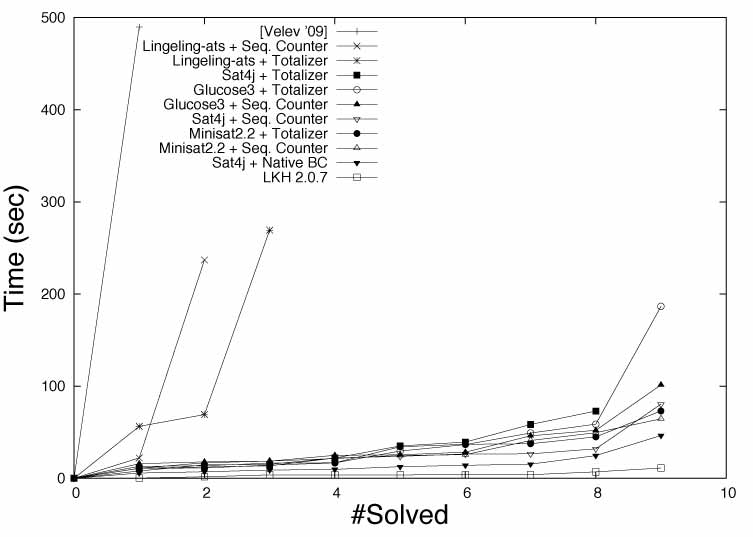 500
400
300
200
100
0
Time (sec)
[Velev '09]
Lingeling-ats + Seq. Counter
Lingeling-ats + Totalizer
Sat4j + Totalizer
Glucose3 + Totalizer
Glucose3 + Seq. Counter
Sat4j + Seq. Counter
Minisat2.2 + Totalizer
Minisat2.2 + Seq. Counter
Sat4j + Native BC
LKH 2.0.7
0 2 4 6 8 10
#Solved